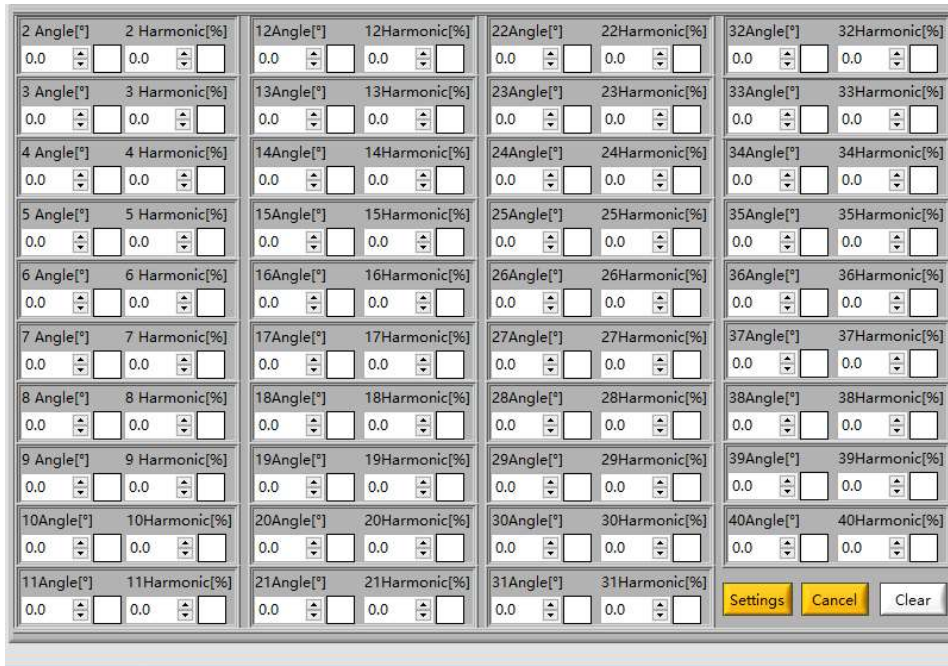 2 Angle[°] 2 Harmonic[%] 12Angle[°] 12Harmonic[%] 22Angle[°] 22Harmonic[%] 32Angle[°] 32Harmonic[%]
0.0 0.0 0.0 0.0 0.0 0.0 0.0 0.0
3 Angle[°] 3 Harmonic[%] 13Angle[°] 13Harmonic[%] 23Angle[°] 23Harmonic[%] 33Angle[°] 33Harmonic[%]
0.0 0.0 0.0 0.0 0.0 0.0 0.0 0.0
4 Angle[°] 4 Harmonic[%] 14Angle[°] 14Harmonic[%] 24Angle[°] 24Harmonic[%] 34Angle[°] 34Harmonic[%]
0.0 0.0 0.0 0.0 0.0 0.0 0.0 0.0
5 Angle[°] 5 Harmonic[%] 15Angle[°] 15Harmonic[%] 25Angle[°] 25Harmonic[%] 35Angle[°] 35Harmonic[%]
0.0 0.0 0.0 0.0 0.0 0.0 0.0 0.0
6 Angle[°] 6 Harmonic[%] 16Angle[°] 16Harmonic[%] 26Angle[°] 26Harmonic[%] 36Angle[°] 36Harmonic[%]
0.0 0.0 0.0 0.0 0.0 0.0 0.0 0.0
7 Angle[°] 7 Harmonic[%] 17Angle[°] 17Harmonic[%] 27Angle[°] 27Harmonic[%] 37Angle[°] 37Harmonic[%]
0.0 0.0 0.0 0.0 0.0 0.0 0.0 0.0
8 Angle[°] 8 Harmonic[%] 18Angle[°] 18Harmonic[%] 28Angle[°] 28Harmonic[%] 38Angle[°] 38Harmonic[%]
0.0 0.0 0.0 0.0 0.0 0.0 0.0 0.0
9 Angle[°] 9 Harmonic[%] 19Angle[°] 19Harmonic[%] 29Angle[°] 29Harmonic[%] 39Angle[°] 39Harmonic[%]
0.0 0.0 0.0 0.0 0.0 0.0 0.0 0.0
10Angle[°] 10Harmonic[%] 20Angle[°] 20Harmonic[%] 30Angle[°] 30Harmonic[%] 40Angle[°] 40Harmonic[%]
0.0 0.0 0.0 0.0 0.0 0.0 0.0 0.0
11Angle[°] 11Harmonic[%] 21Angle[°] 21Harmonic[%] 31Angle[°] 31Harmonic[%]
0.0 0.0 0.0 0.0 0.0 0.0 Settings Cancel Clear